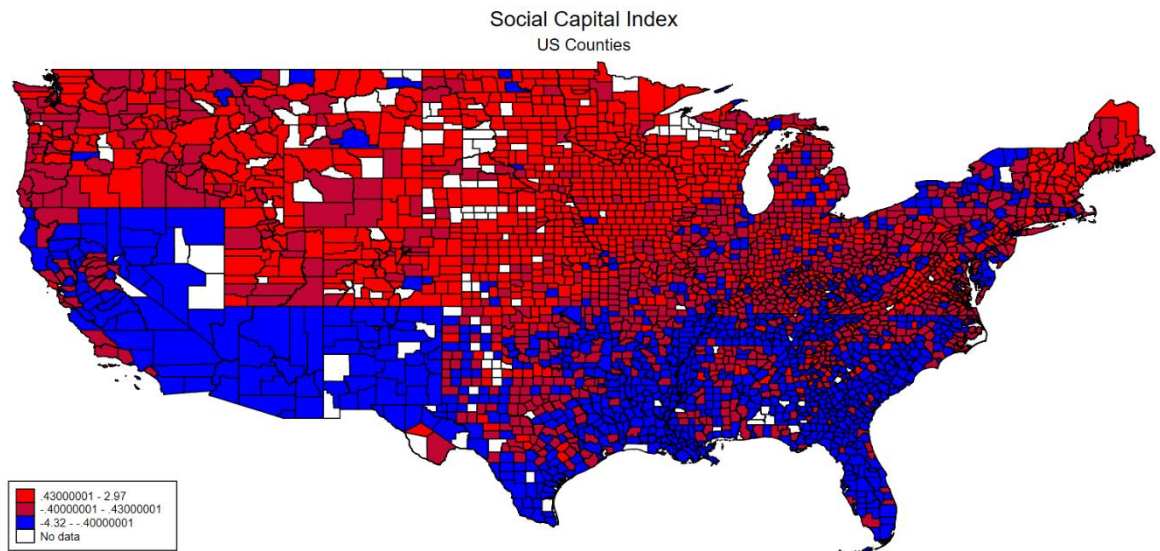 Social Capital Index
US Counties
.43000001 - 2.97
-.40000001 - .43000001
-4.32 - -.40000001
No data